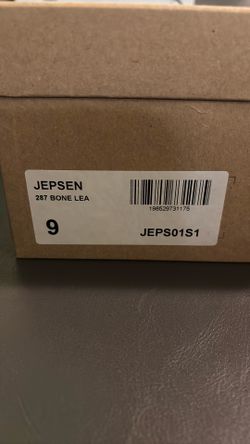 JEPSEN
287 BONE LEA
198529731175
9
JEPS01S1